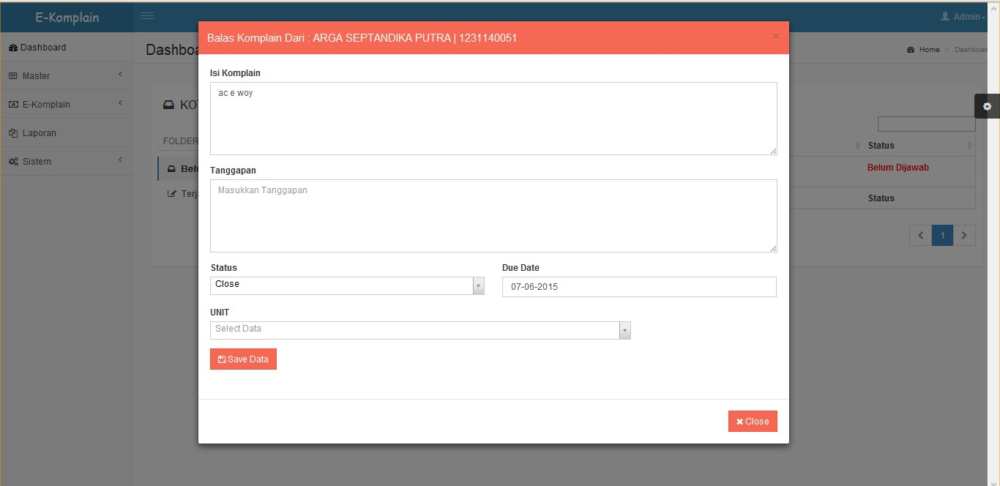 E-Komplain
Admin
Balas Komplain Dari : ARGA SEPTANDIKA PUTRA | 1231140051
×
Dashboard
Dashboa
Home > Dashboar
Master
E-Komplain
Laporan
Sistem
KO
FOLDER
Bel
Terj
Isi Komplain
ac e woy
Status
Belum Dijawab
Status
1
Tanggapan
Masukkan Tanggapan
Status
Due Date
Close
07-06-2015
UNIT
Select Data
Save Data
Close